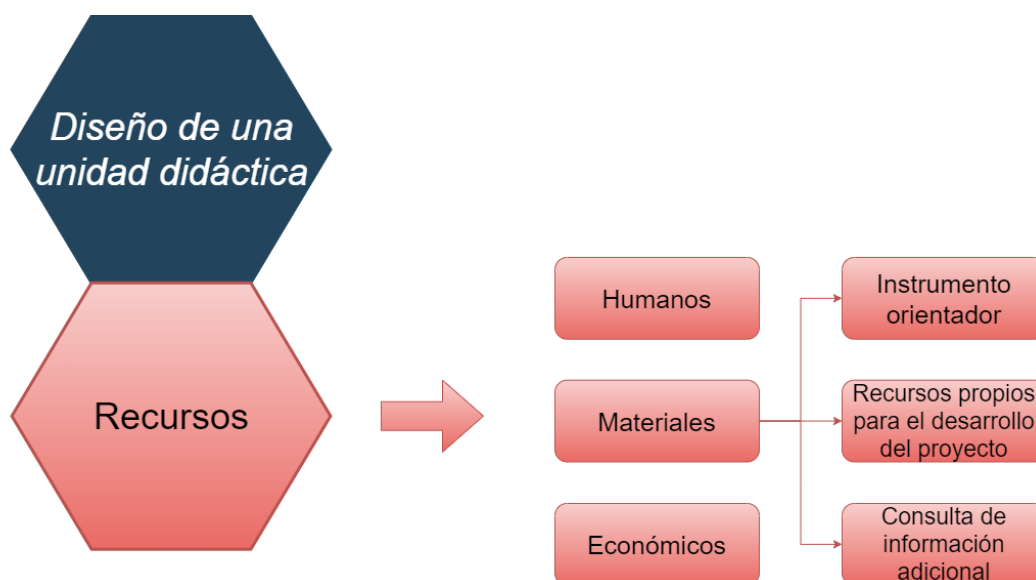 Diseño de una
unidad didáctica
Recursos
Humanos
Materiales
Económicos
Instrumento
orientador
Recursos propios
para el desarrollo
del proyecto
Consulta de
información
adicional